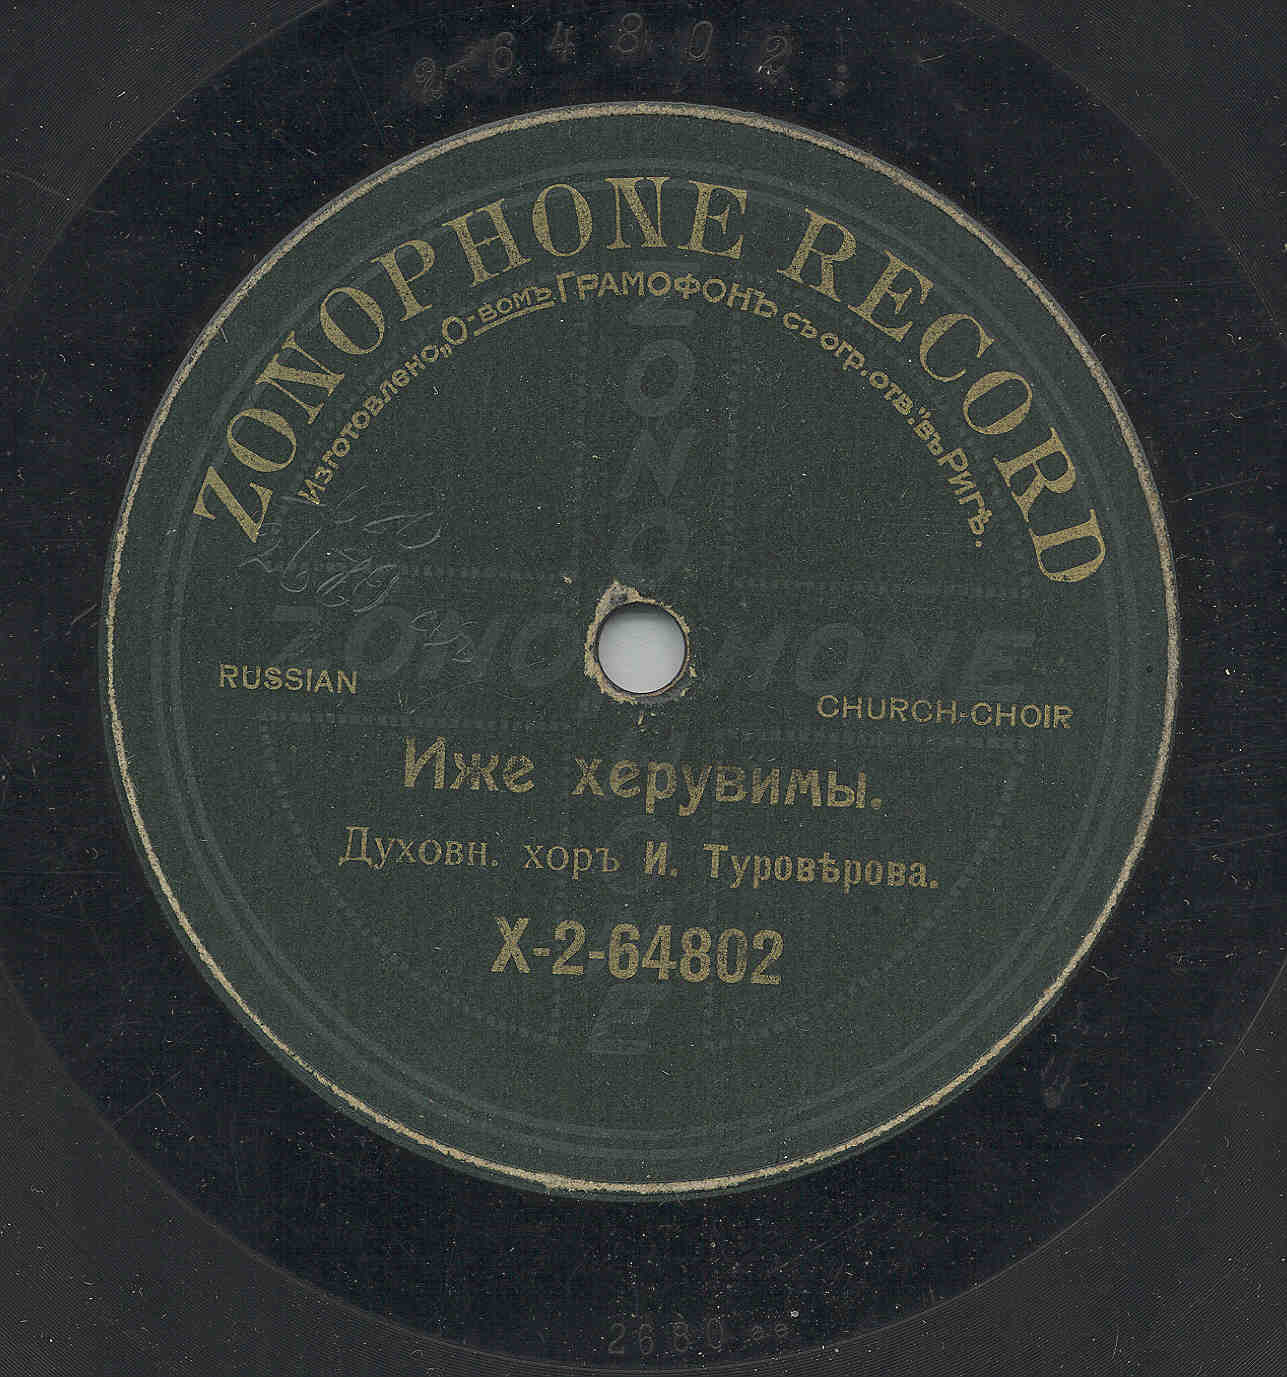 2-64802
ZONOPHONE RECORD
Изготовлено „О-вомъ Грамофонъ съ огр. отв." въ Ригѣ.
ZONOPHONE
ZONOPHONE
RUSSIAN
CHURCH-CHOIR
Иже херувимы.
Духовн. хоръ И. Туровѣрова.
X-2-64802
2680